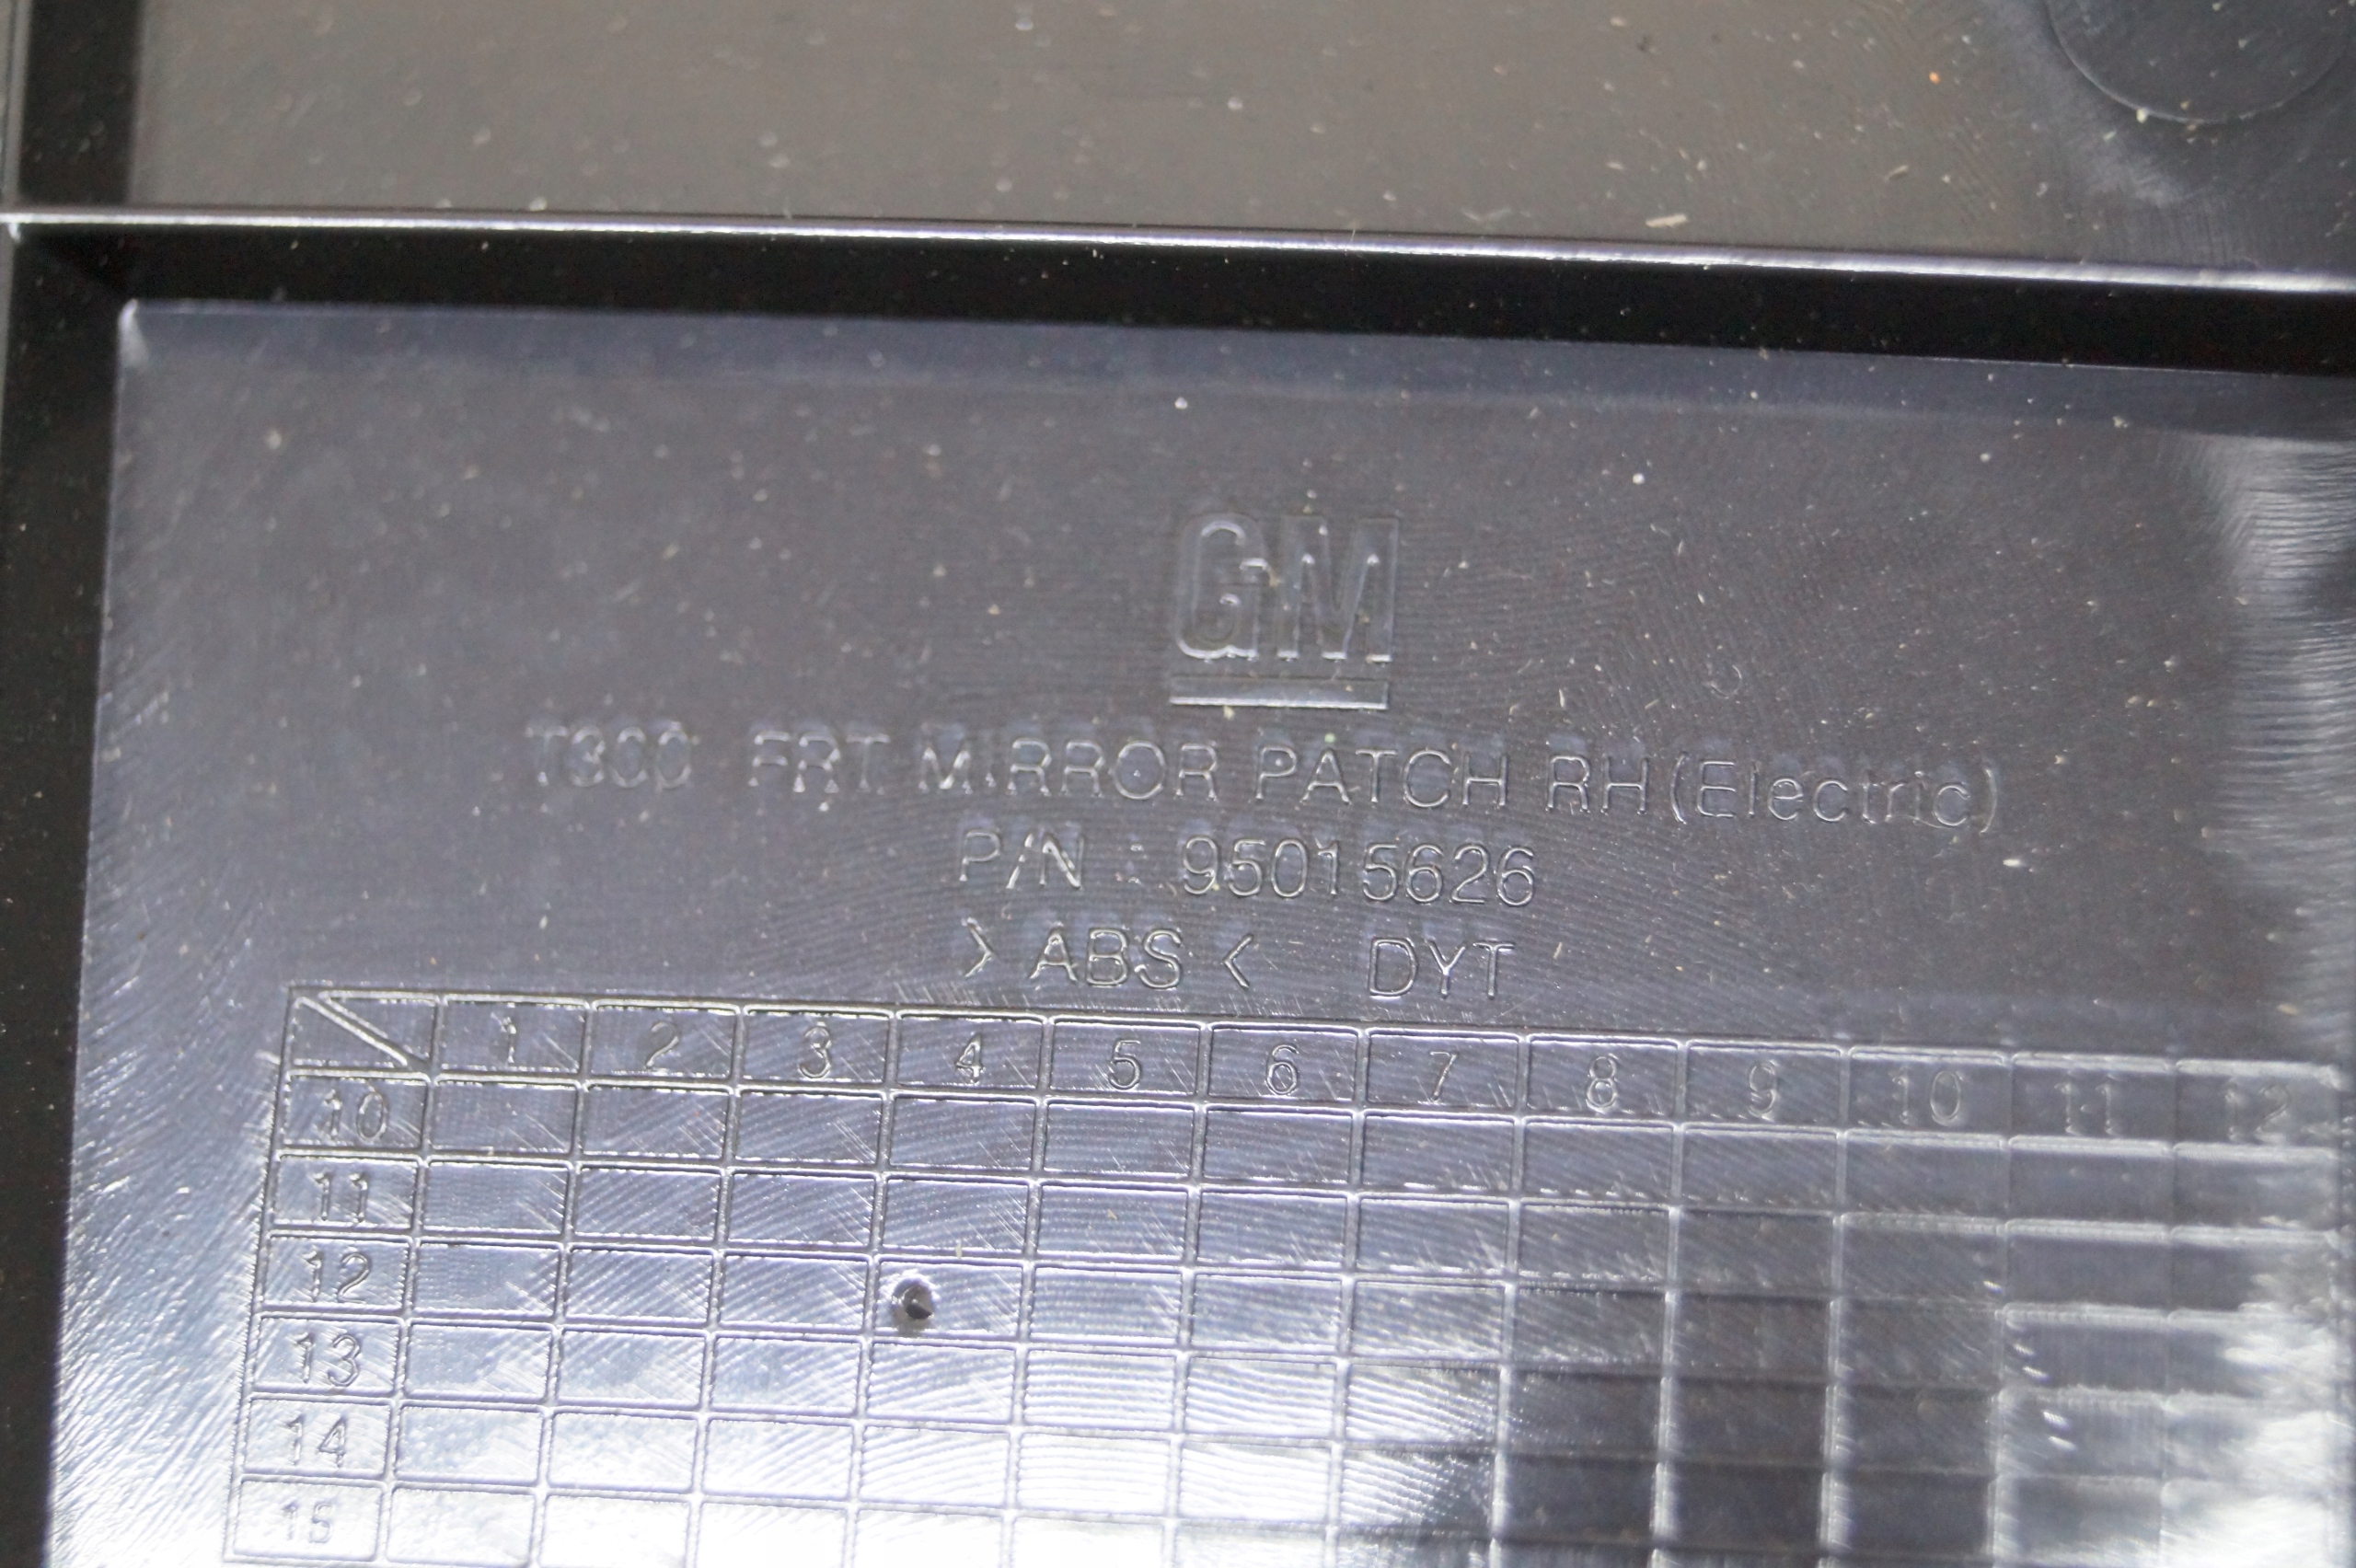 GM
T300 FRT MIRROR PATCH RH (Electric)
P/N : 95015626
> ABS < DYT
1 2 3 4 5 6 7 8 9 10 11 12
10
11
12
13
14
15